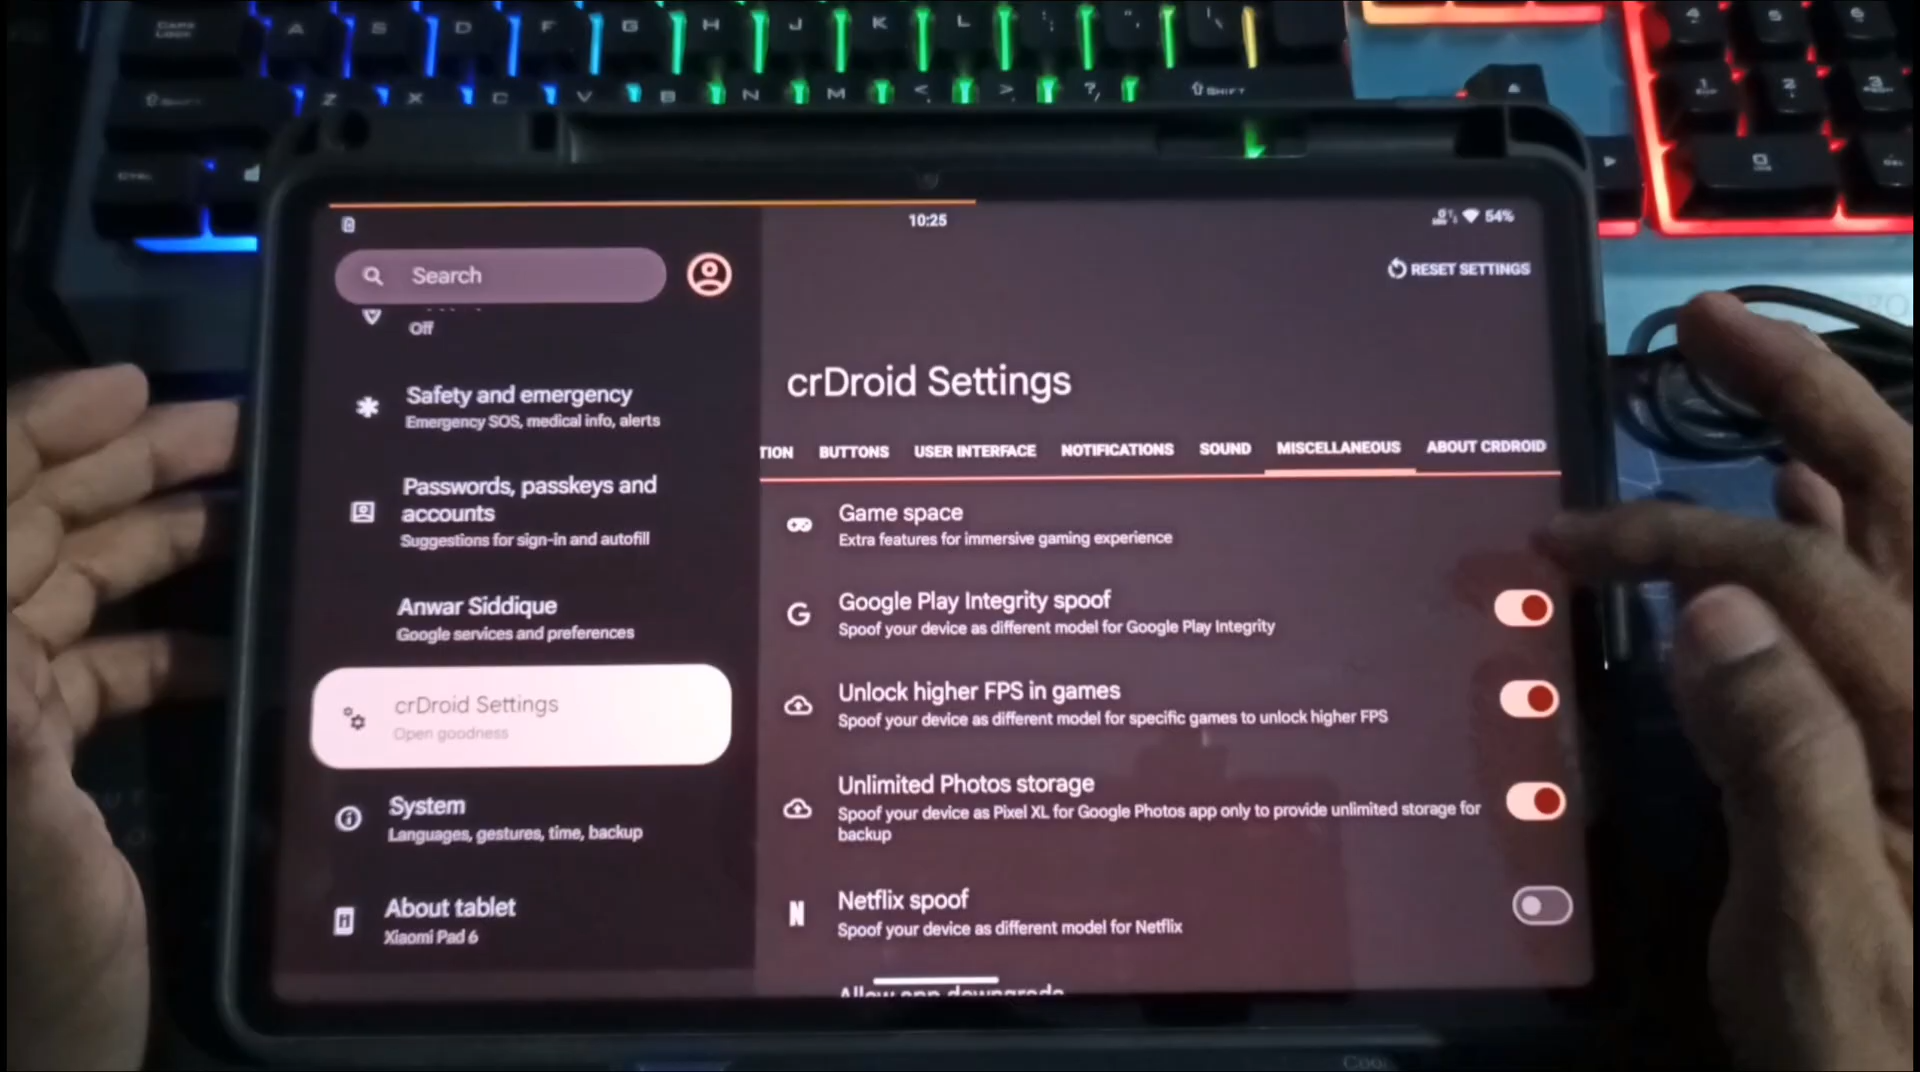 A S D F G H J K L
SHIFT Z X C V B N M < > ? SHIFT
CTRL
10:25
54%
Search
RESET SETTINGS
Off
Safety and emergency
Emergency SOS, medical info, alerts
Passwords, passkeys and
accounts
Suggestions for sign-in and autofill
Anwar Siddique
Google services and preferences
crDroid Settings
Open goodness
System
Languages, gestures, time, backup
About tablet
Xiaomi Pad 6
crDroid Settings
TION BUTTONS USER INTERFACE NOTIFICATIONS SOUND MISCELLANEOUS ABOUT CRDROID
Game space
Extra features for immersive gaming experience
Google Play Integrity spoof
Spoof your device as different model for Google Play Integrity
Unlock higher FPS in games
Spoof your device as different model for specific games to unlock higher FPS
Unlimited Photos storage
Spoof your device as Pixel XL for Google Photos app only to provide unlimited storage for
backup
Netflix spoof
Spoof your device as different model for Netflix
Allow app downgrade